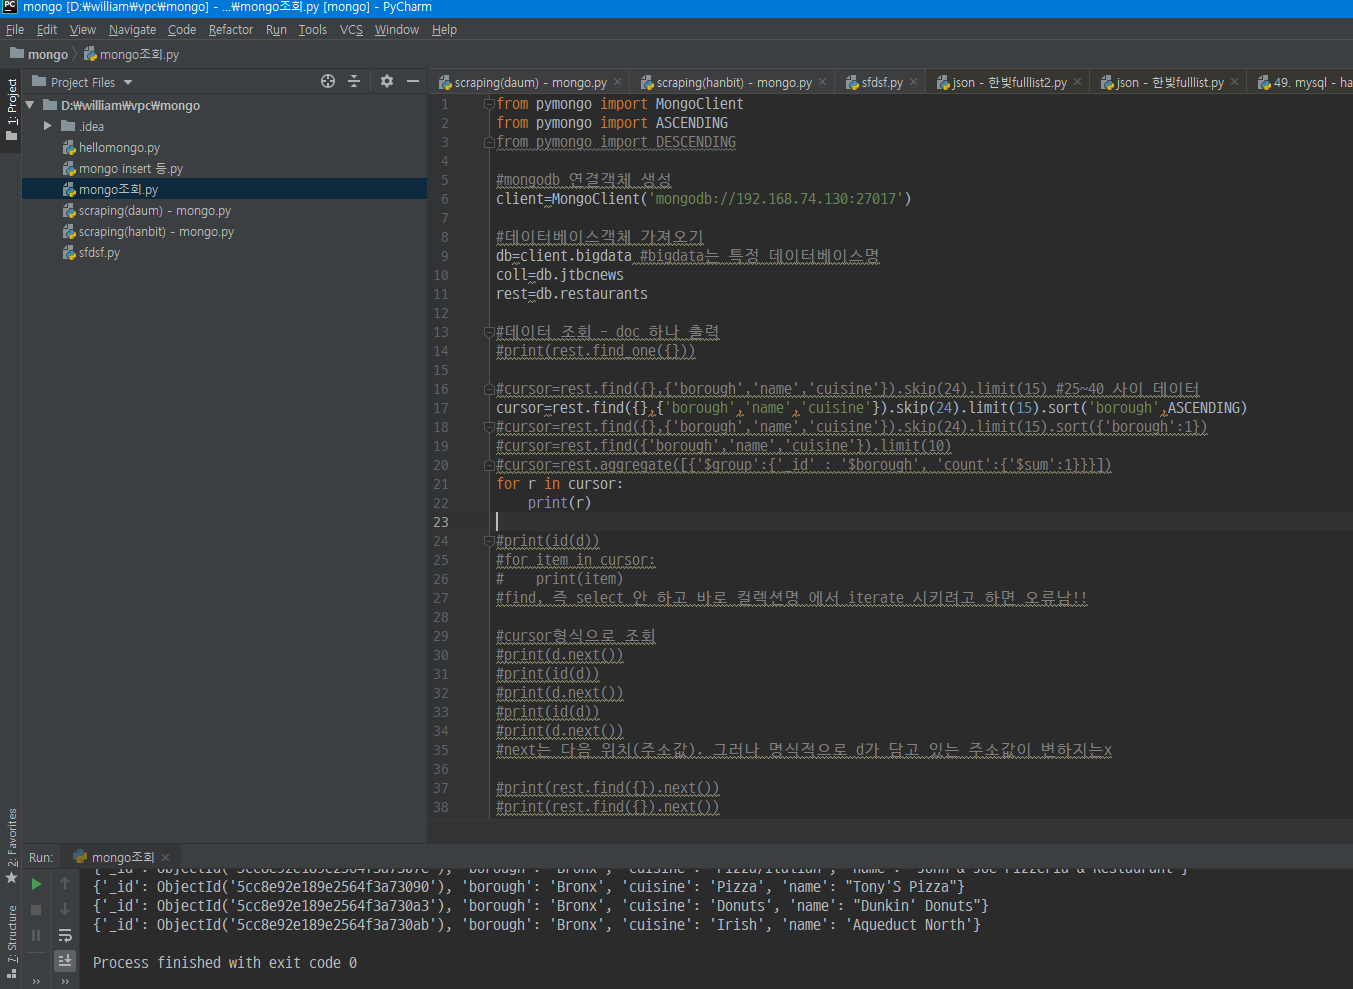 mongo [D:₩william₩vpc₩mongo] - ...₩mongo조회.py [mongo] - PyCharm
File Edit View Navigate Code Refactor Run Tools VCS Window Help
mongo mongo조회.py
1: Project
Project Files
scraping(daum) - mongo.py scraping(hanbit) - mongo.py sfdsf.py json - 한빛fulllist2.py json - 한빛fulllist.py 49. mysql - ha
D:₩william₩vpc₩mongo
.idea
hellomongo.py
mongo insert 등.py
mongo조회.py
scraping(daum) - mongo.py
scraping(hanbit) - mongo.py
sfdsf.py
1 from pymongo import MongoClient
2 from pymongo import ASCENDING
3 from pymongo import DESCENDING
4
5 #mongodb 연결객체 생성
6 client=MongoClient('mongodb://192.168.74.130:27017')
7
8 #데이터베이스객체 가져오기
9 db=client.bigdata #bigdata는 특정 데이터베이스명
10 coll=db.jtbcnews
11 rest=db.restaurants
12
13 #데이터 조회 - doc 하나 출력
14 #print(rest.find_one({}))
15
16 #cursor=rest.find({},{'borough','name','cuisine'}).skip(24).limit(15) #25~40 사이 데이터
17 cursor=rest.find({},{'borough','name','cuisine'}).skip(24).limit(15).sort('borough',ASCENDING)
18 #cursor=rest.find({},{'borough','name','cuisine'}).skip(24).limit(15).sort({'borough':1})
19 #cursor=rest.find({'borough','name','cuisine'}).limit(10)
20 #cursor=rest.aggregate([{'$group':{'_id' : '$borough', 'count':{'$sum':1}}}])
21 for r in cursor:
22 print(r)
23
24 #print(id(d))
25 #for item in cursor:
26 # print(item)
27 #find, 즉 select 안 하고 바로 컬렉션명 에서 iterate 시키려고 하면 오류남!!
28
29 #cursor형식으로 조회
30 #print(d.next())
31 #print(id(d))
32 #print(d.next())
33 #print(id(d))
34 #print(d.next())
35 #next는 다음 위치(주소값). 그러나 명식적으로 d가 담고 있는 주소값이 변하지는x
36
37 #print(rest.find({}).next())
38 #print(rest.find({}).next())
2: Favorites
7: Structure
Run: mongo조회
{'_id': ObjectId('5cc8e92e189e2564f3a7307e'), 'borough': 'Bronx', 'cuisine': 'Pizza/Italian', 'name': 'John & Joe Pizzeria & Restaurant'}
{'_id': ObjectId('5cc8e92e189e2564f3a73090'), 'borough': 'Bronx', 'cuisine': 'Pizza', 'name': "Tony'S Pizza"}
{'_id': ObjectId('5cc8e92e189e2564f3a730a3'), 'borough': 'Bronx', 'cuisine': 'Donuts', 'name': "Dunkin' Donuts"}
{'_id': ObjectId('5cc8e92e189e2564f3a730ab'), 'borough': 'Bronx', 'cuisine': 'Irish', 'name': 'Aqueduct North'}
Process finished with exit code 0